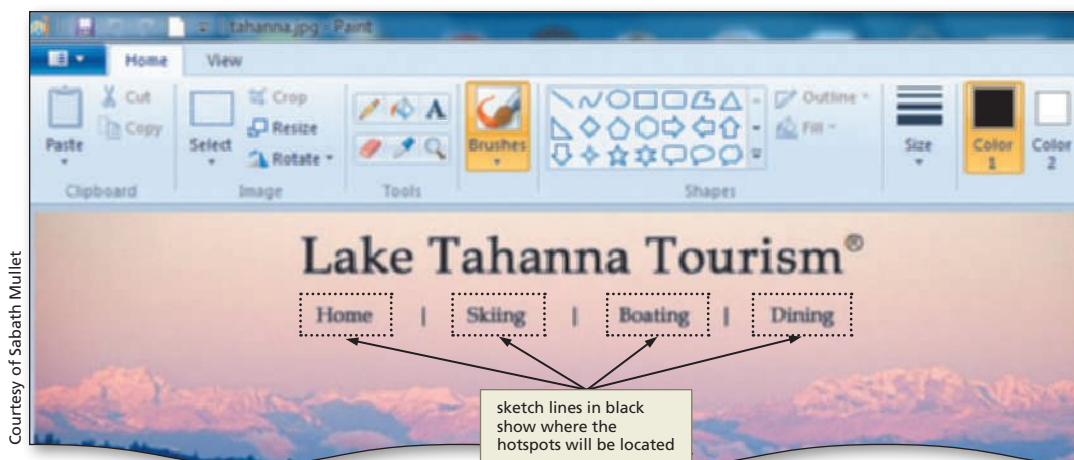 tahanna.jpg - Paint
Home View
Cut
Copy
Paste
Clipboard
Select
Crop
Resize
Rotate
Image
A
Tools
Brushes
Shapes
Outline
Fill
Size
Color 1
Color 2
Lake Tahanna Tourism®
Home | Skiing | Boating | Dining
sketch lines in black
show where the
hotspots will be located
Courtesy of Sabath Mullet